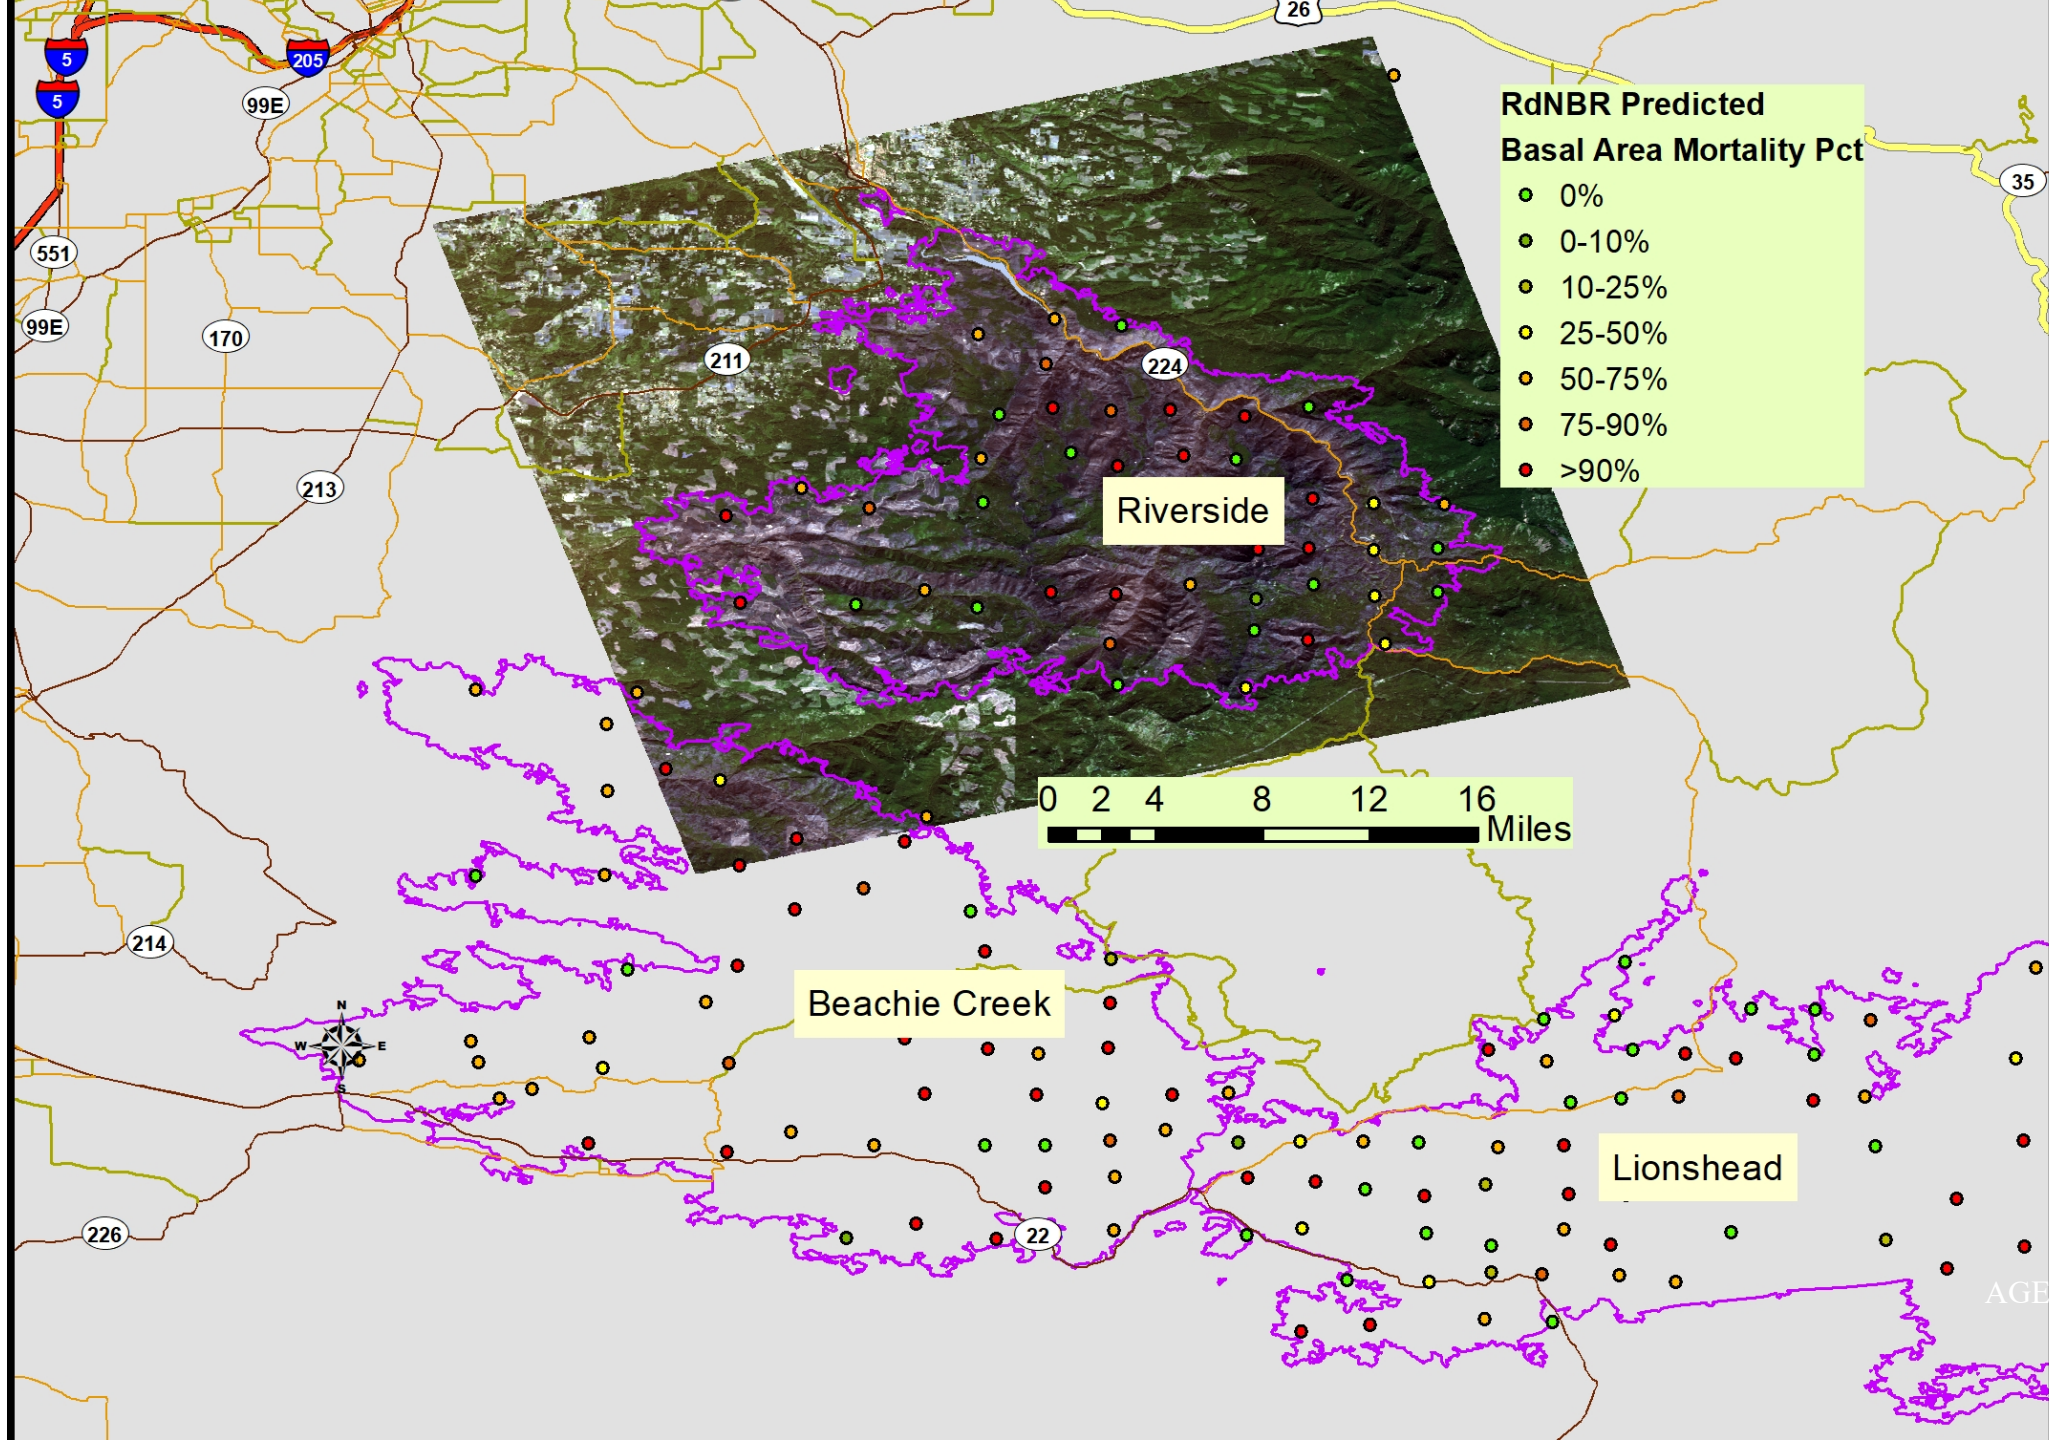 26
5
205
5
99E
RdNBR Predicted
Basal Area Mortality Pct
0%
0-10%
10-25%
25-50%
50-75%
75-90%
>90%
35
551
99E
170
211
224
213
Riverside
0 2 4 8 12 16
Miles
214
Beachie Creek
N
W E
S
Lionshead
226
22
AGE